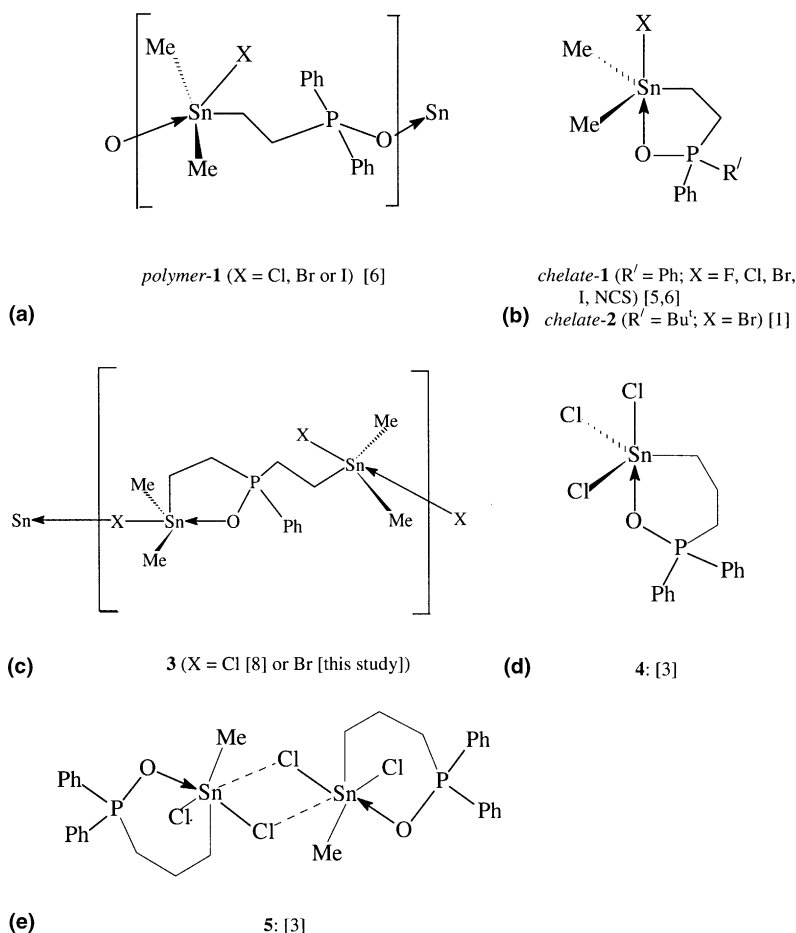 Me
X
Ph
Sn
P
O
Sn
O
Me
Ph
polymer-1 (X = Cl, Br or I) [6]
(a)
X
Me
Sn
Me
O
P
R/
Ph
chelate-1 (R/ = Ph; X = F, Cl, Br,
I, NCS) [5,6]
(b) chelate-2 (R/ = Buᵗ; X = Br) [1]
X
Me
Me
P
Sn
Sn
X
Sn
O
Ph
Me
X
Me
3 (X = Cl [8] or Br [this study])
(c)
Cl
Cl
Sn
Cl
O
P
Ph
Ph
(d)
4: [3]
Me
O
Cl
Cl
Ph
Ph
Sn
Sn
P
P
Ph
Cl
Cl
O
Ph
Me
(e)
5: [3]